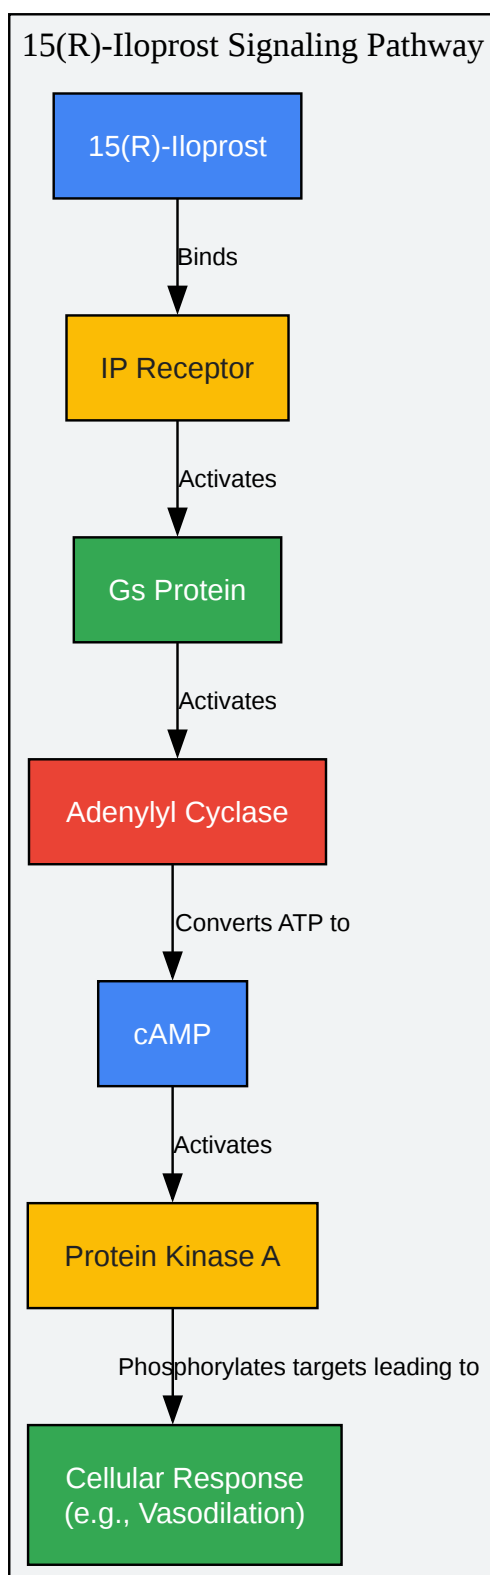 15(R)-Iloprost Signaling Pathway
15(R)-Iloprost
Binds
IP Receptor
Activates
Gs Protein
Activates
Adenylyl Cyclase
Converts ATP to
cAMP
Activates
Protein Kinase A
Phosphorylates targets leading to
Cellular Response
(e.g., Vasodilation)